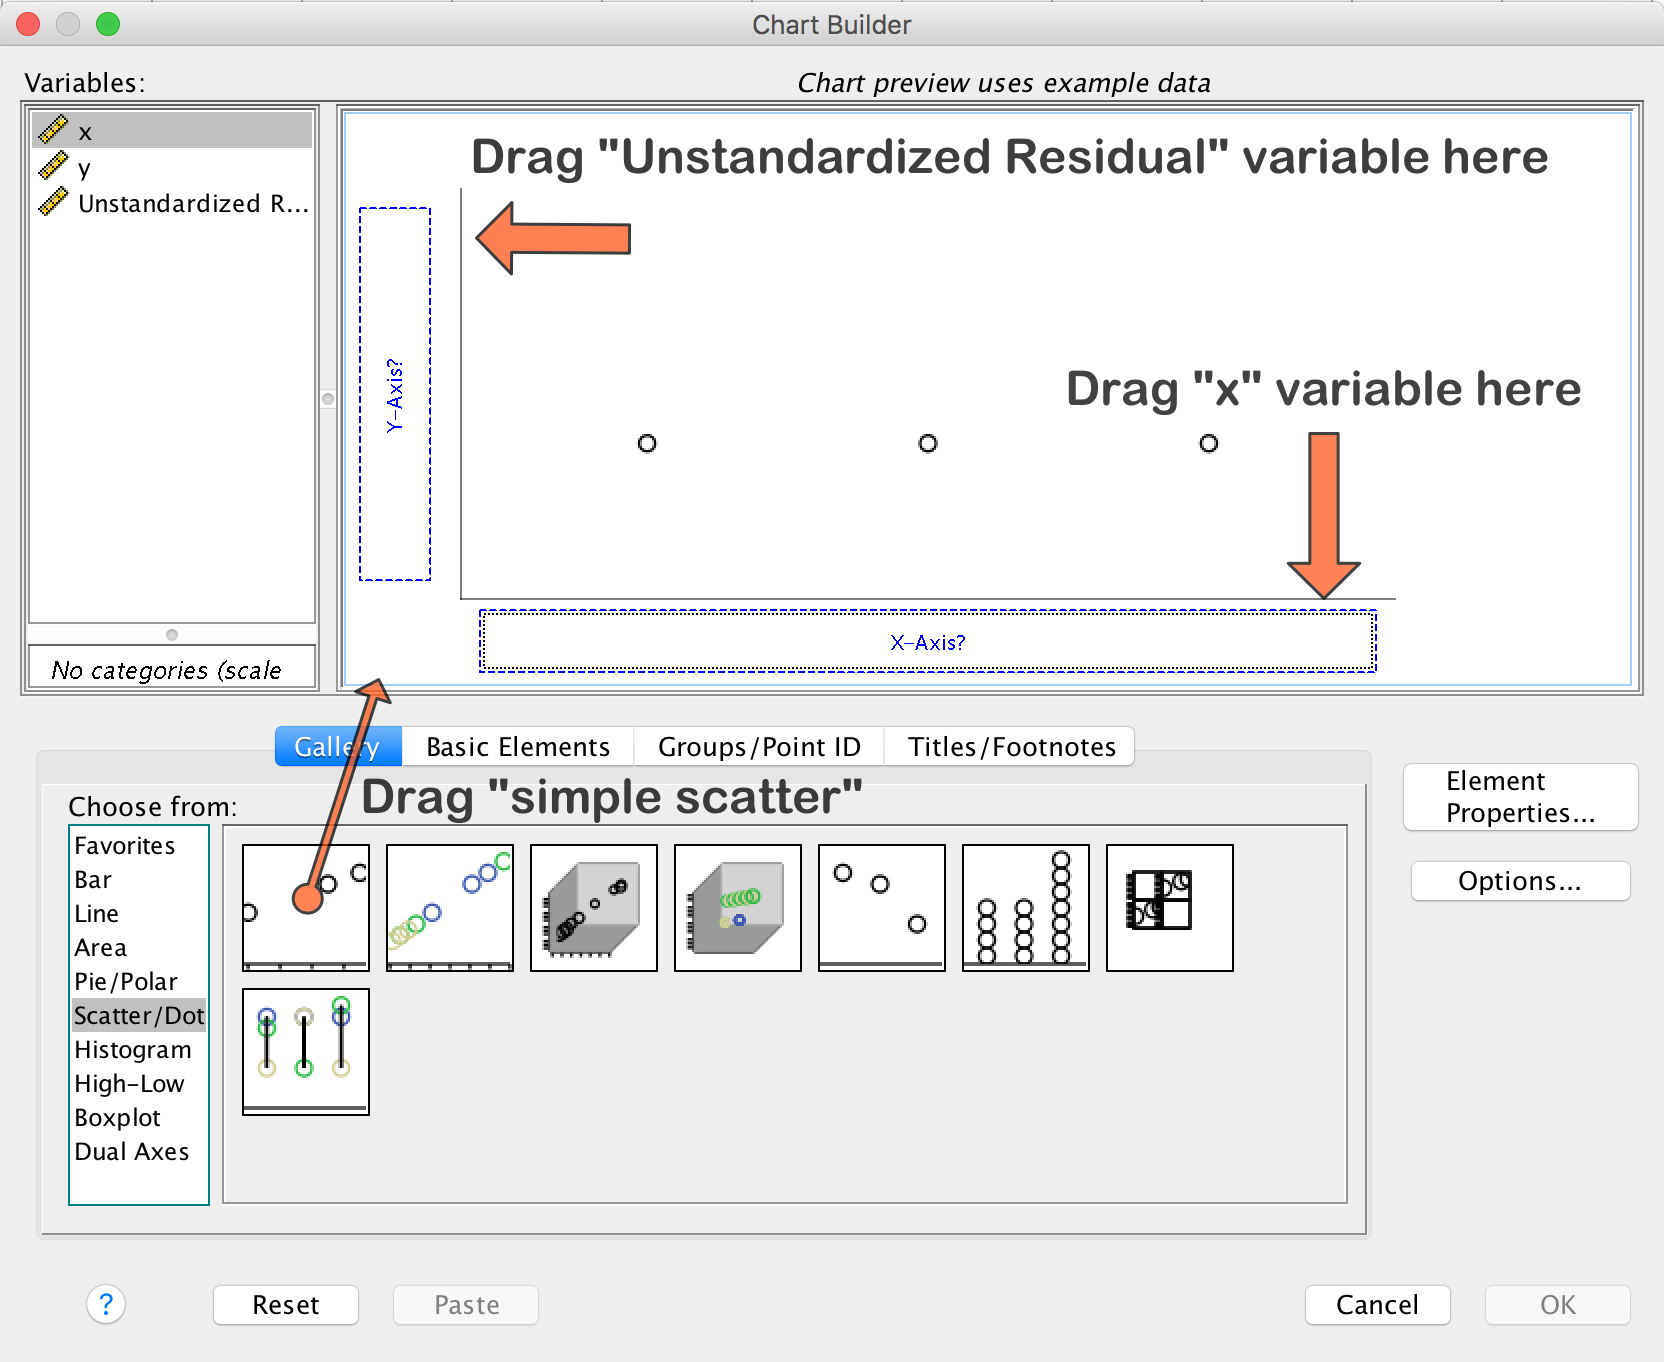 Chart Builder
Variables:
Chart preview uses example data
x
y
Unstandardized R...
No categories (scale
Drag "Unstandardized Residual" variable here
Y-Axis?
Drag "x" variable here
X-Axis?
Gallery
Basic Elements
Groups/Point ID
Titles/Footnotes
Drag "simple scatter"
Choose from:
Favorites
Bar
Line
Area
Pie/Polar
Scatter/Dot
Histogram
High-Low
Boxplot
Dual Axes
Element
Properties...
Options...
?
Reset
Paste
Cancel
OK